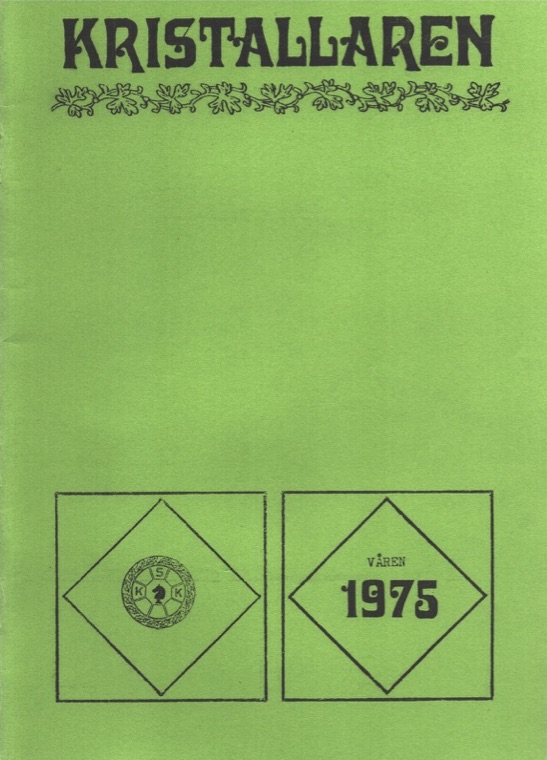 KRISTALLAREN
S
K K
VÅREN
1975